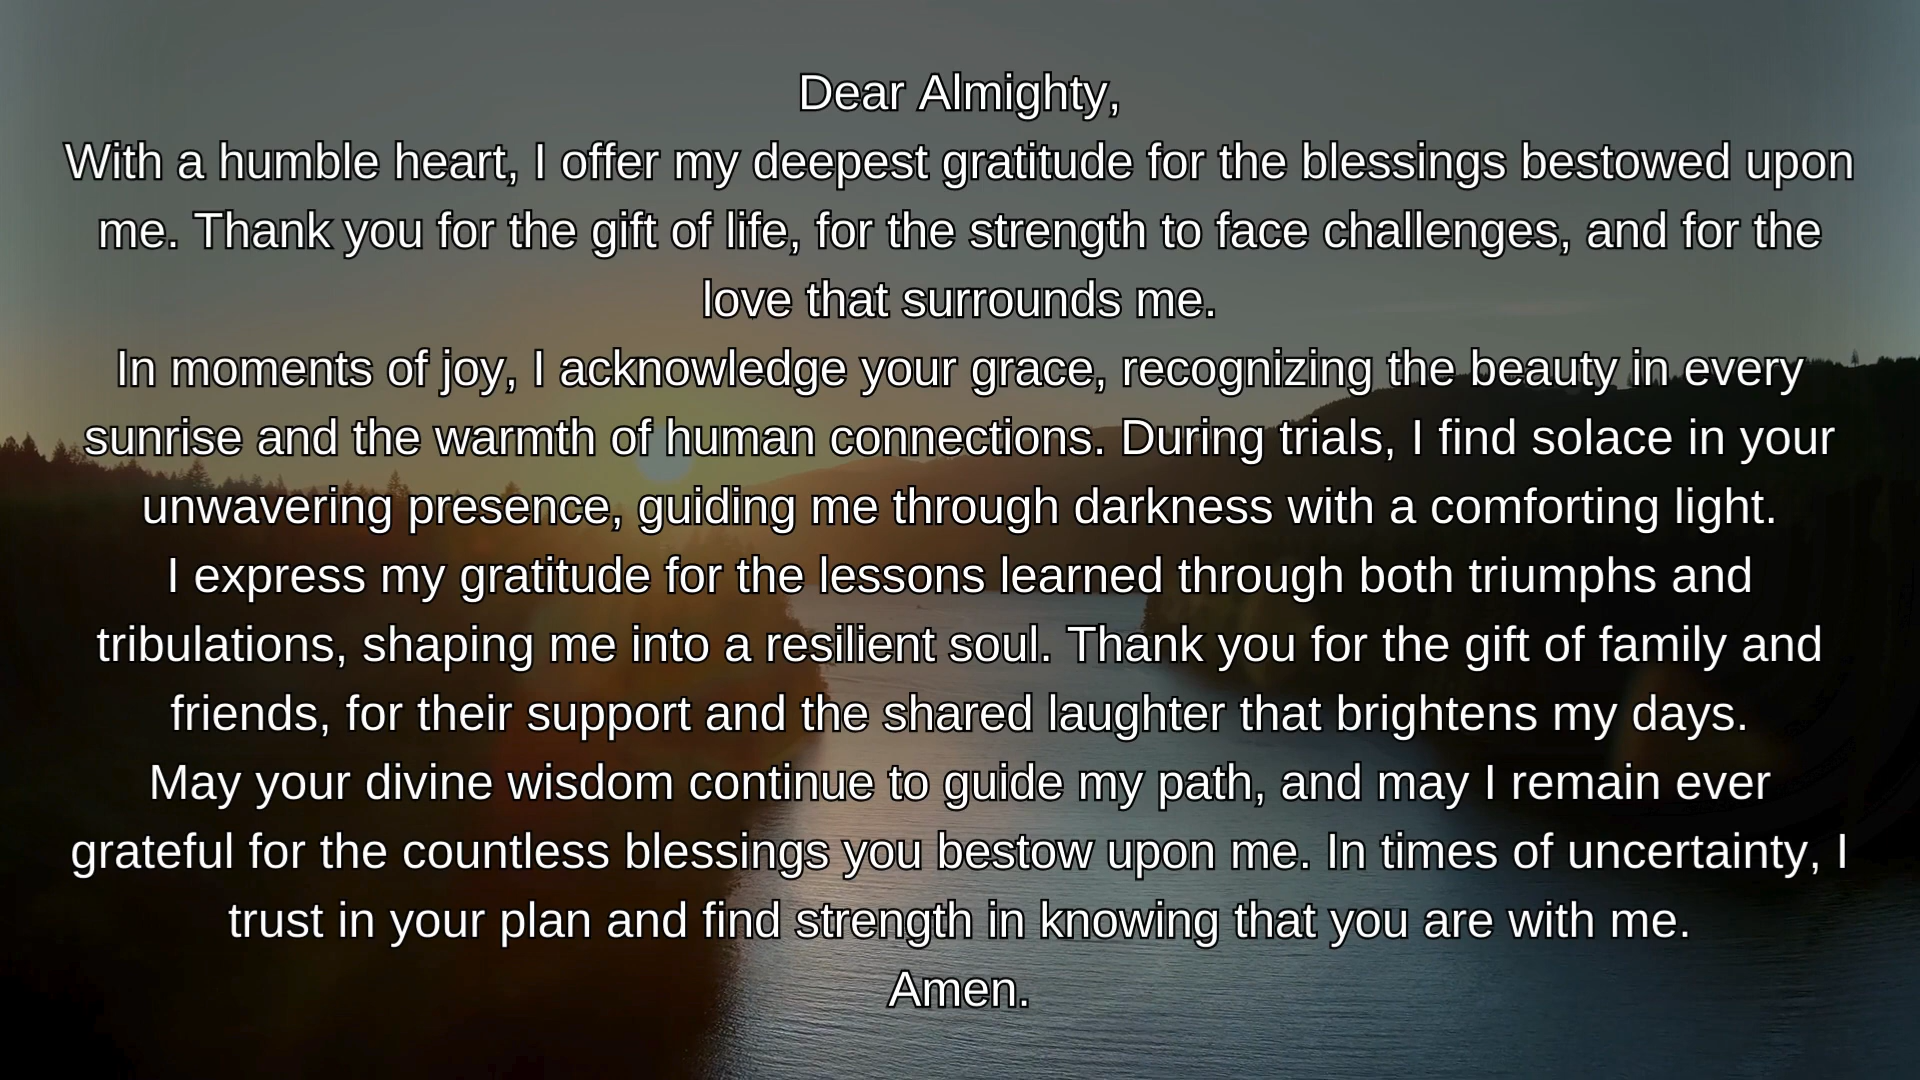 Dear Almighty,
With a humble heart, I offer my deepest gratitude for the blessings bestowed upon
me. Thank you for the gift of life, for the strength to face challenges, and for the
love that surrounds me.
In moments of joy, I acknowledge your grace, recognizing the beauty in every
sunrise and the warmth of human connections. During trials, I find solace in your
unwavering presence, guiding me through darkness with a comforting light.
I express my gratitude for the lessons learned through both triumphs and
tribulations, shaping me into a resilient soul. Thank you for the gift of family and
friends, for their support and the shared laughter that brightens my days.
May your divine wisdom continue to guide my path, and may I remain ever
grateful for the countless blessings you bestow upon me. In times of uncertainty, I
trust in your plan and find strength in knowing that you are with me.
Amen.